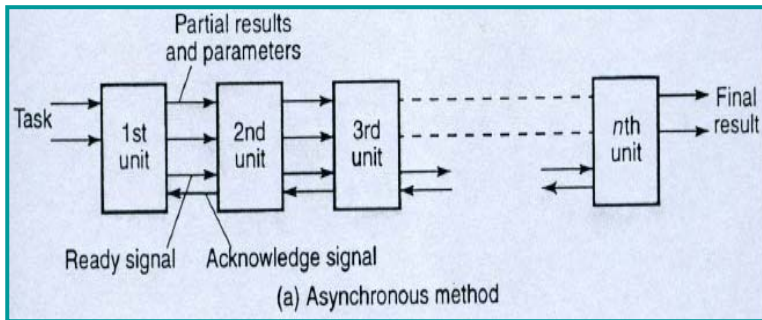 Partial results
and parameters
Task
1st
unit
2nd
unit
3rd
unit
nth
unit
Final
result
Ready signal
Acknowledge signal
(a) Asynchronous method